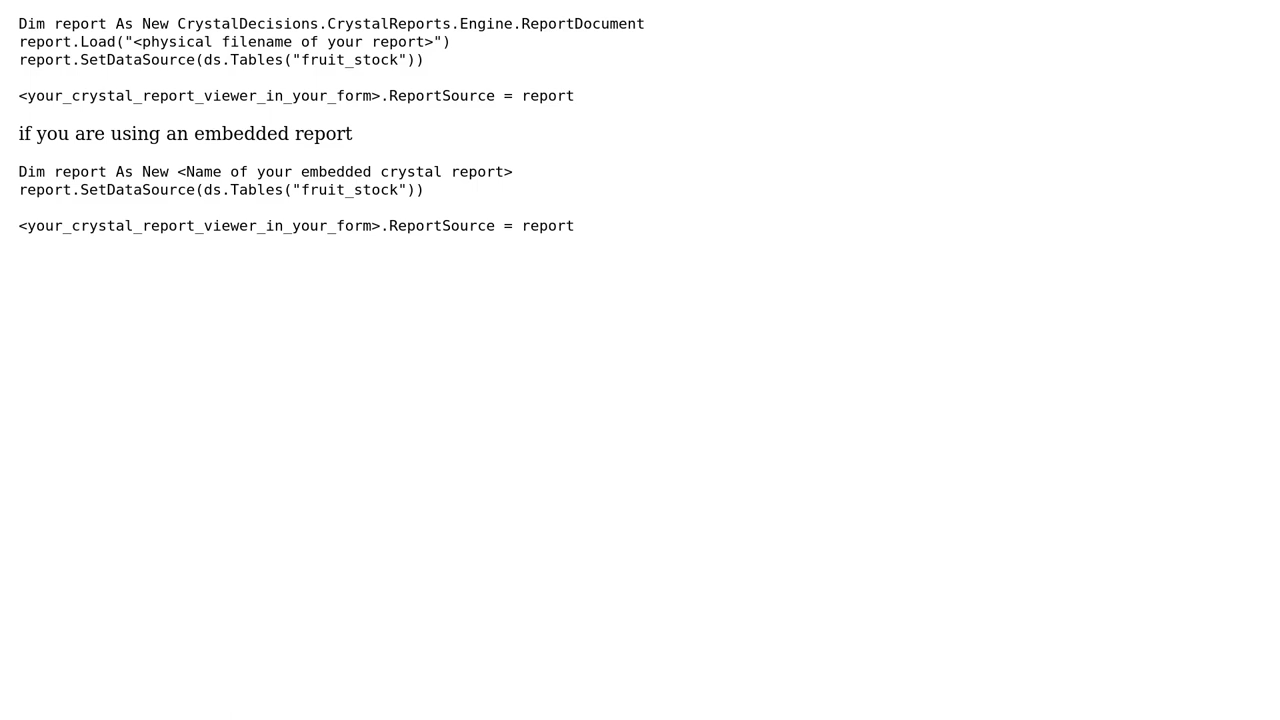 Dim report As New CrystalDecisions.CrystalReports.Engine.ReportDocument
report.Load("<physical filename of your report>")
report.SetDataSource(ds.Tables("fruit_stock"))
<your_crystal_report_viewer_in_your_form>.ReportSource = report
if you are using an embedded report
Dim report As New <Name of your embedded crystal report>
report.SetDataSource(ds.Tables("fruit_stock"))
<your_crystal_report_viewer_in_your_form>.ReportSource = report